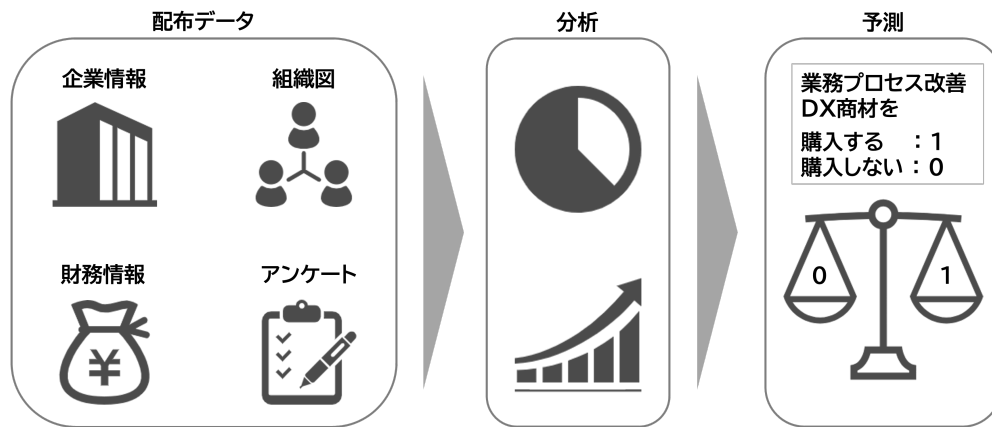 配布データ
分析
予測
企業情報
組織図
財務情報
¥
アンケート
業務プロセス改善
DX商材を
購入する ：1
購入しない：0
0
1